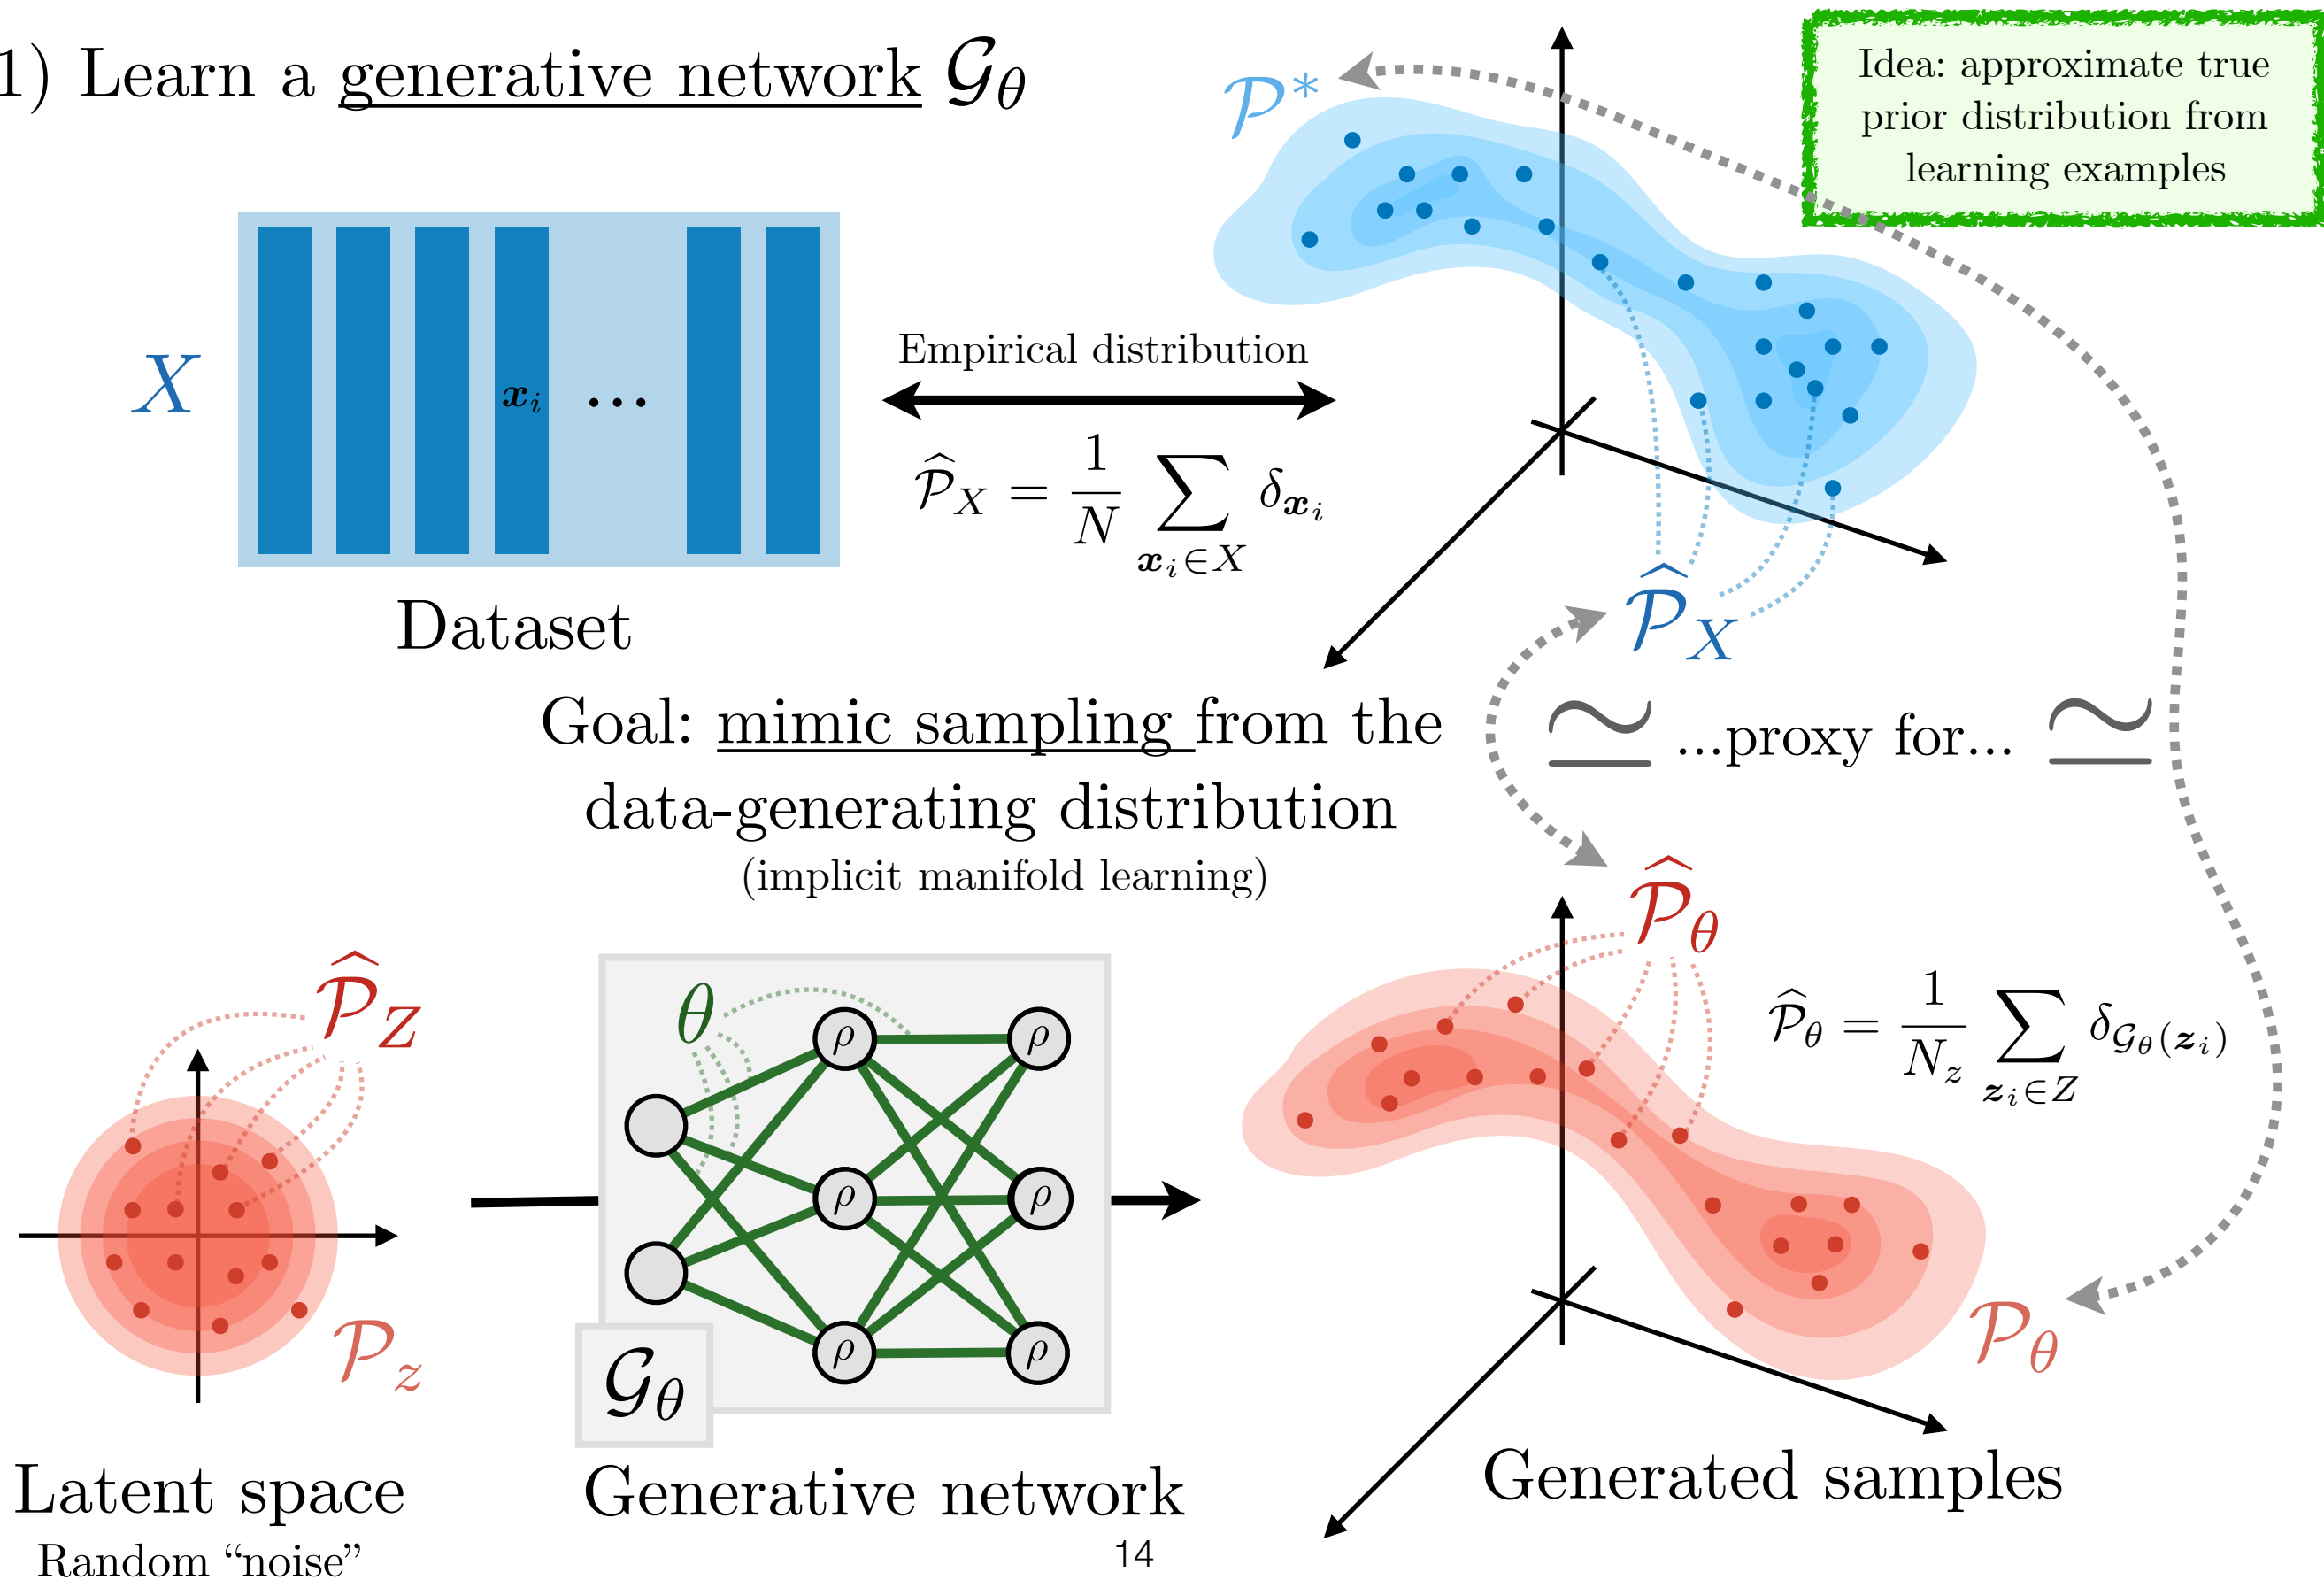 1) Learn a generative network 𝒢_θ
𝒫*
Idea: approximate true
prior distribution from
learning examples
X
𝒙_i
...
Dataset
Empirical distribution
𝒫̂_X = 1/N ∑_{𝒙_i∈X} δ_{𝒙_i}
𝒫̂_X
Goal: mimic sampling from the
data-generating distribution
(implicit manifold learning)
≃ ...proxy for... ≃
𝒫̂_θ
𝒫̂_θ = 1/N_z ∑_{𝒛_i∈Z} δ_{𝒢_θ(𝒛_i)}
𝒫̂_Z
𝒫_z
θ
ρ ρ
ρ ρ
ρ ρ
𝒢_θ
𝒫_θ
Latent space
Random “noise”
Generative network
Generated samples
14